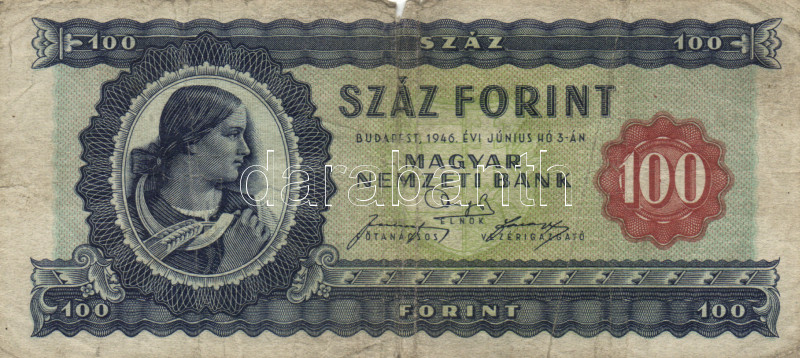 100 SZÁZ 100
SZÁZ FORINT
BUDAPEST, 1946. ÉVI JÚNIUS HÓ 3-ÁN
MAGYAR
NEMZETI BANK
100
darabanth
ELNÖK
FŐTANÁCSOS VEZÉRIGAZGATÓ
100 FORINT 100